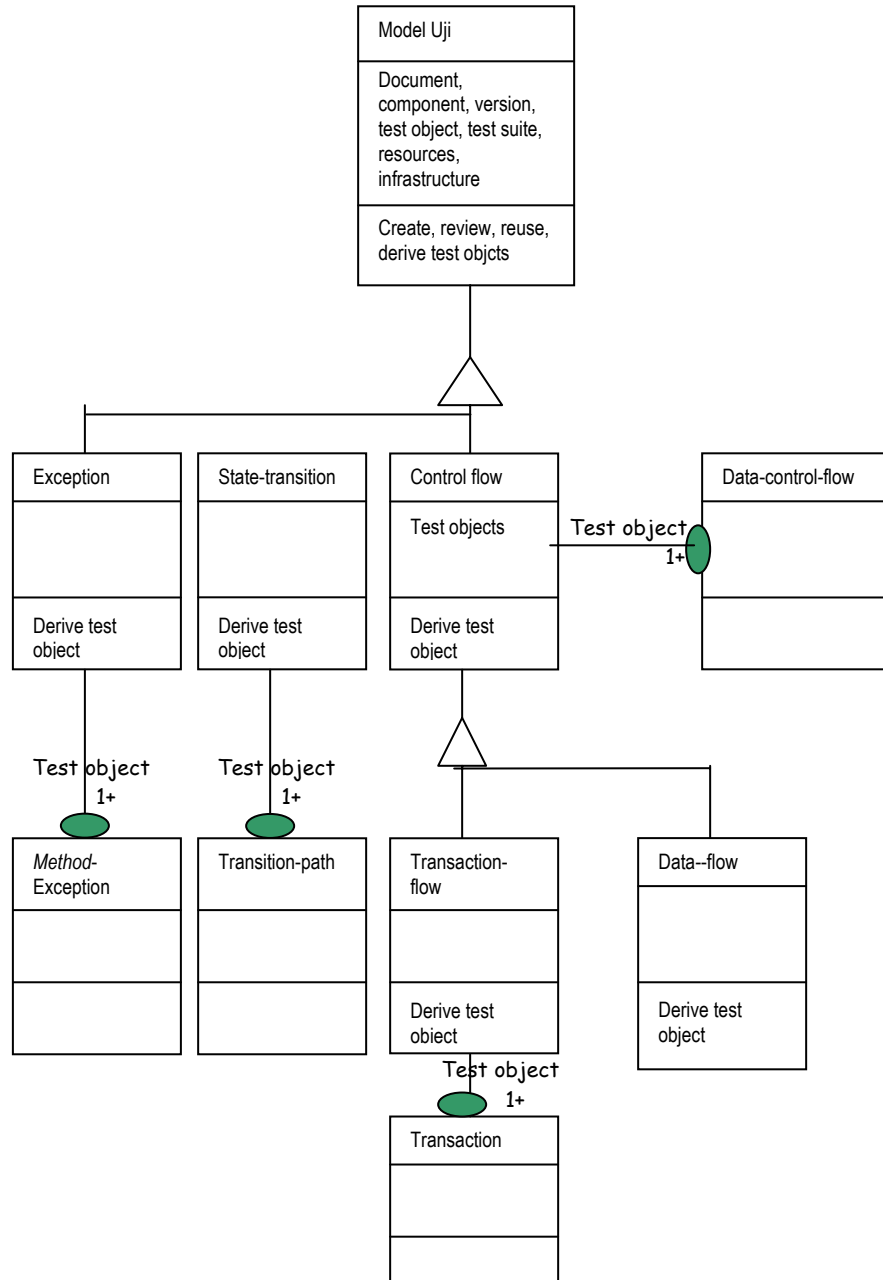 Model Uji
Document,
component, version,
test object, test suite,
resources,
infrastructure
Create, review, reuse,
derive test objcts
Exception
Derive test
object
State-transition
Derive test
object
Control flow
Test objects
Derive test
object
Test object
1+
Data-control-flow
Test object
1+
Test object
1+
Method-
Exception
Transition-path
Transaction-
flow
Derive test
object
Data--flow
Derive test
object
Test object
1+
Transaction